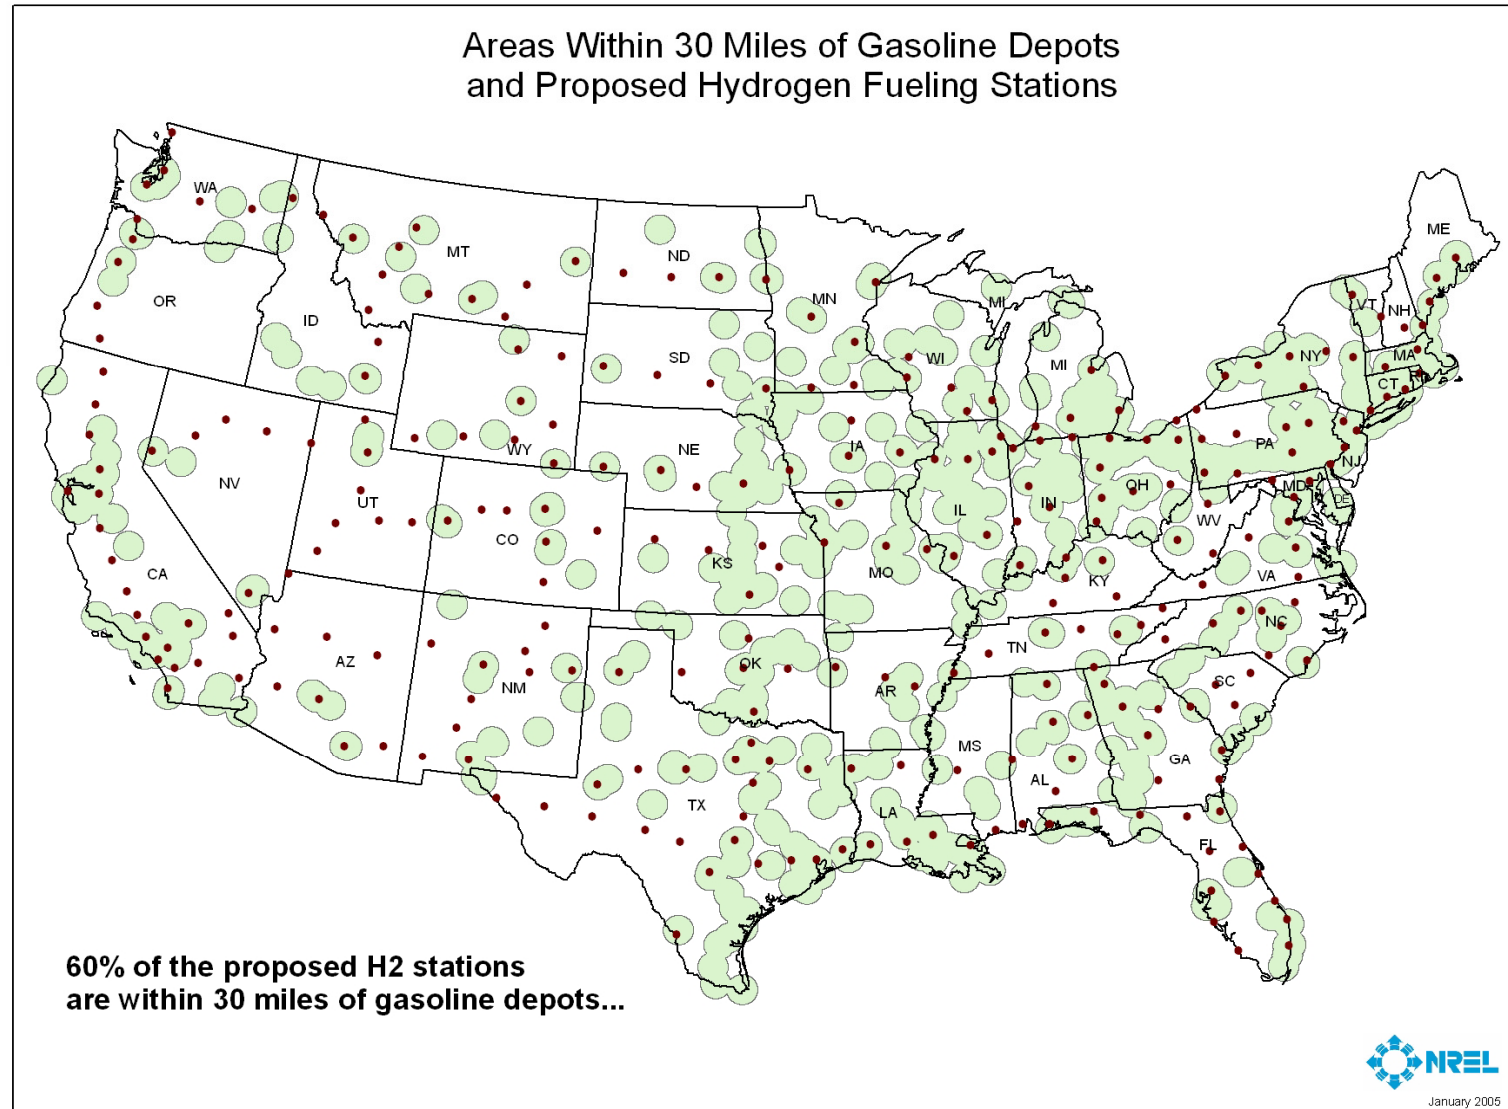 Areas Within 30 Miles of Gasoline Depots
and Proposed Hydrogen Fueling Stations
WA
MT
ND
MN
MI
ME
OR
ID
SD
WI
MI
NY
VT
NH
MA
CT
RI
WY
NE
IA
PA
NJ
NV
UT
CO
IL
IN
OH
MD
DE
WV
CA
KS
MO
KY
VA
AZ
NM
OK
AR
TN
NC
SC
TX
LA
MS
AL
GA
FL
60% of the proposed H2 stations
are within 30 miles of gasoline depots...
NREL
January 2005